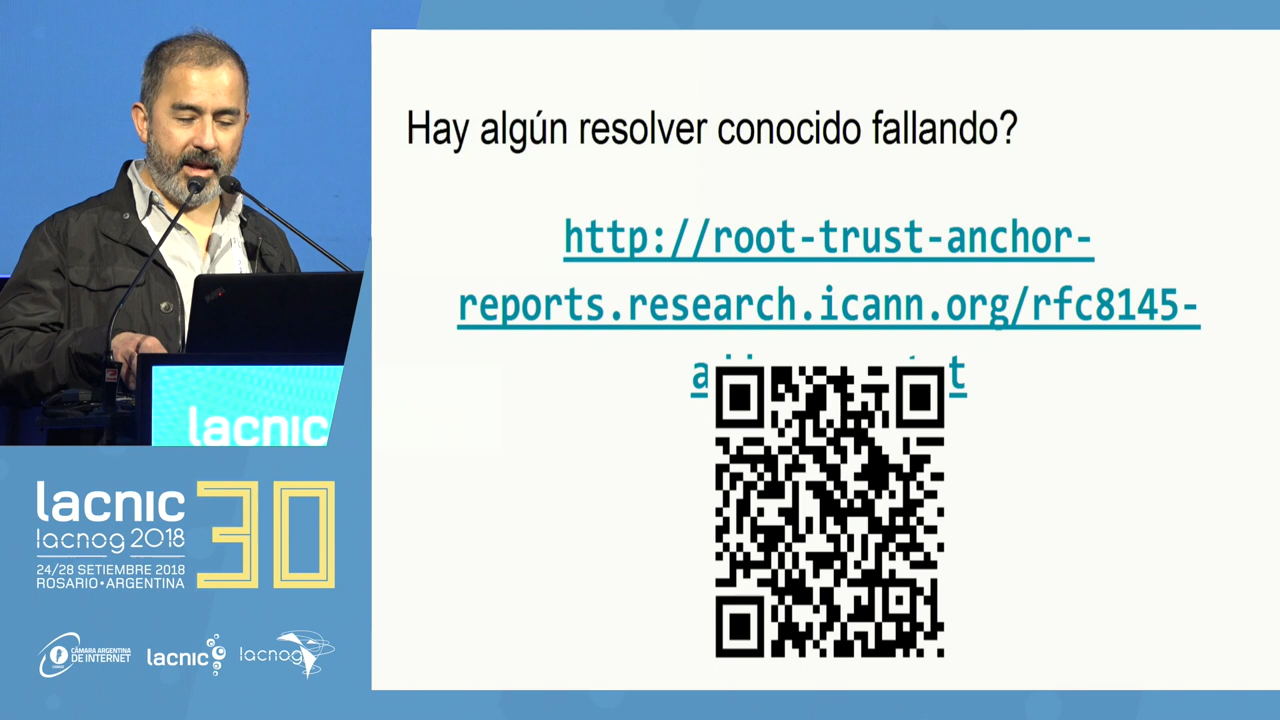 Hay algún resolver conocido fallando?
http://root-trust-anchor-
reports.research.icann.org/rfc8145-
lacnic
lacnic 30
lacnog 2018
24/28 SETIEMBRE 2018
ROSARIO•ARGENTINA
CÁMARA ARGENTINA
DE INTERNET
lacnic
lacnog